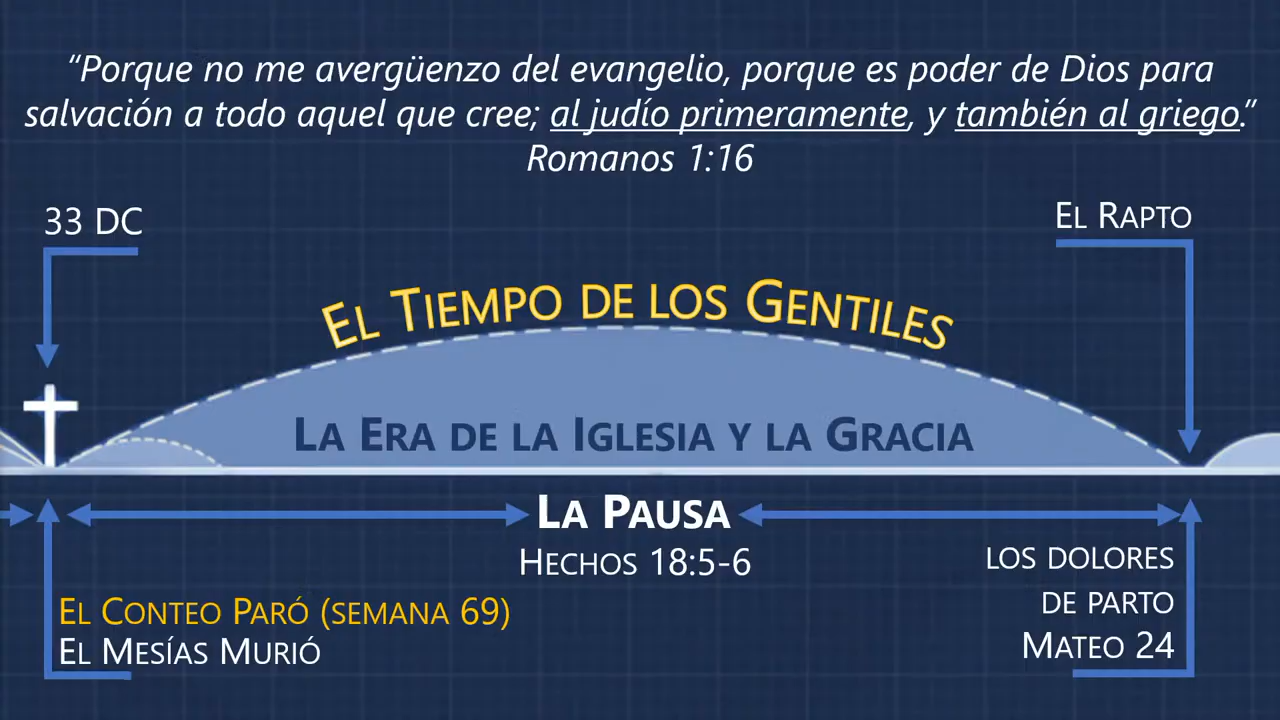 “Porque no me avergüenzo del evangelio, porque es poder de Dios para
salvación a todo aquel que cree; al judío primeramente, y también al griego.”
Romanos 1:16
33 DC
El Rapto
El Tiempo de los Gentiles
La Era de la Iglesia y la Gracia
La Pausa
Hechos 18:5-6
El Conteo Paró (semana 69)
El Mesías Murió
los dolores
de parto
Mateo 24